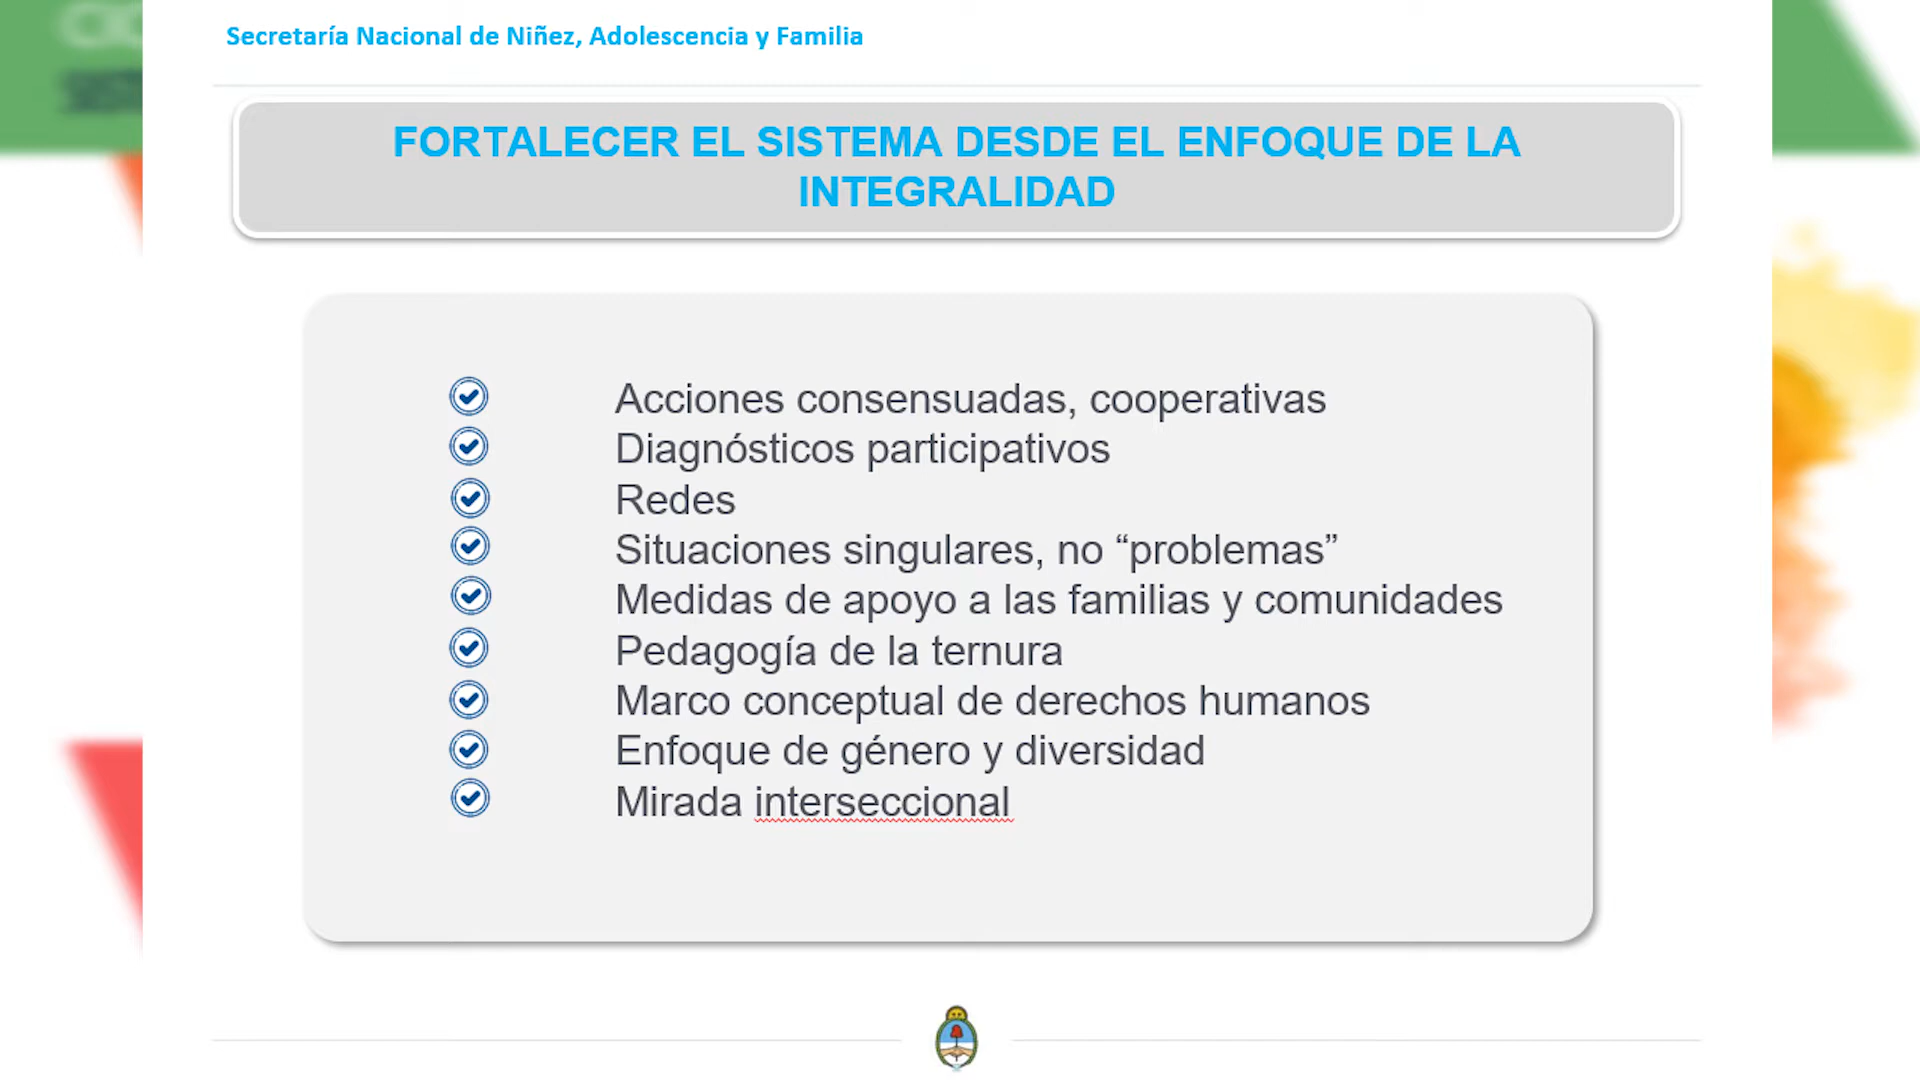 Secretaría Nacional de Niñez, Adolescencia y Familia
FORTALECER EL SISTEMA DESDE EL ENFOQUE DE LA
INTEGRALIDAD
Acciones consensuadas, cooperativas
Diagnósticos participativos
Redes
Situaciones singulares, no “problemas”
Medidas de apoyo a las familias y comunidades
Pedagogía de la ternura
Marco conceptual de derechos humanos
Enfoque de género y diversidad
Mirada interseccional